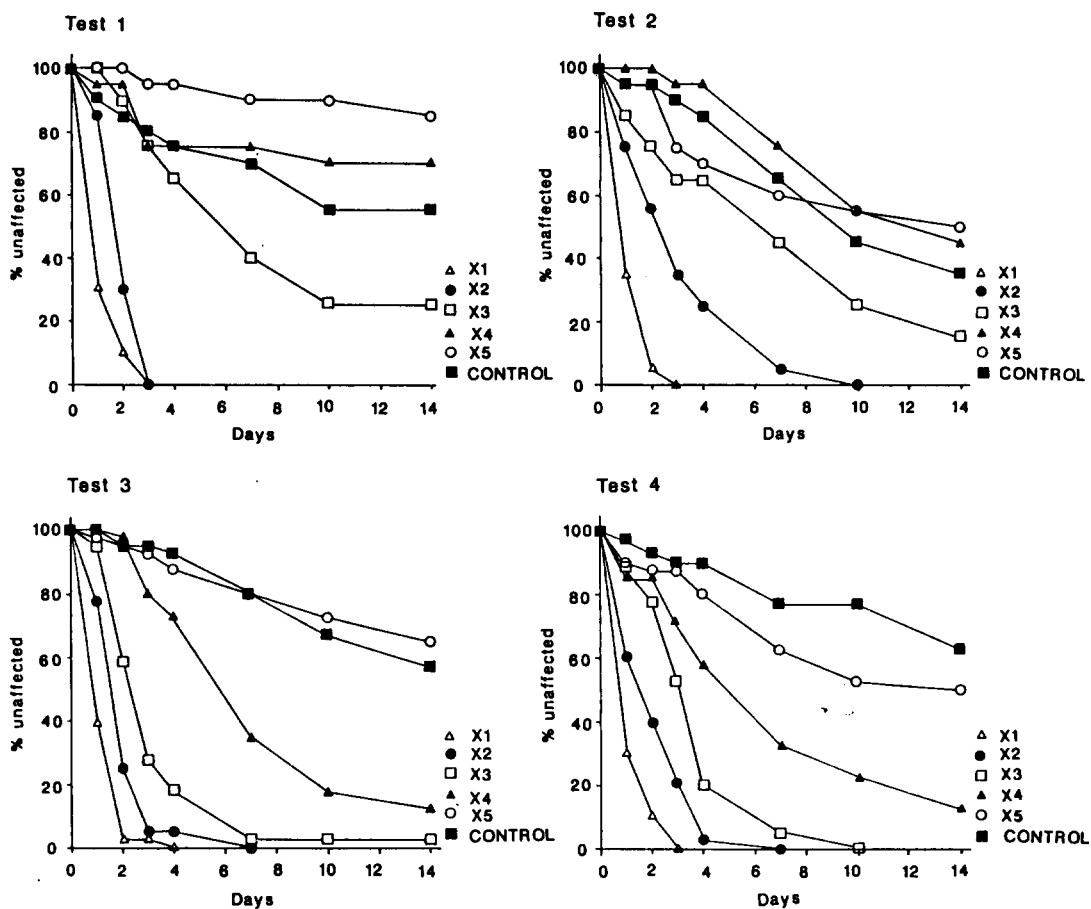 Test 1
100
80
60
40
20
0
% unaffected
0 2 4 6 8 10 12 14
Days
X1
X2
X3
X4
X5
CONTROL
Test 2
100
80
60
40
20
0
% unaffected
0 2 4 6 8 10 12 14
Days
X1
X2
X3
X4
X5
CONTROL
Test 3
100
80
60
40
20
0
% unaffected
0 2 4 6 8 10 12 14
Days
X1
X2
X3
X4
X5
CONTROL
Test 4
100
80
60
40
20
0
% unaffected
0 2 4 6 8 10 12 14
Days
X1
X2
X3
X4
X5
CONTROL